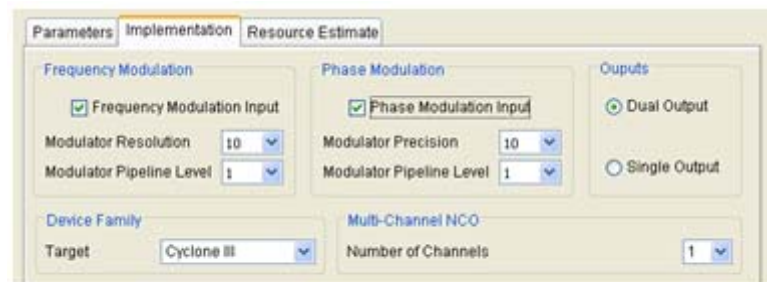 Parameters Implementation Resource Estimate
Frequency Modulation
Frequency Modulation Input
Modulator Resolution 10
Modulator Pipeline Level 1
Phase Modulation
Phase Modulation Input
Modulator Precision 10
Modulator Pipeline Level 1
Ouputs
Dual Output
Single Output
Device Family
Target Cyclone III
Multi-Channel NCO
Number of Channels 1